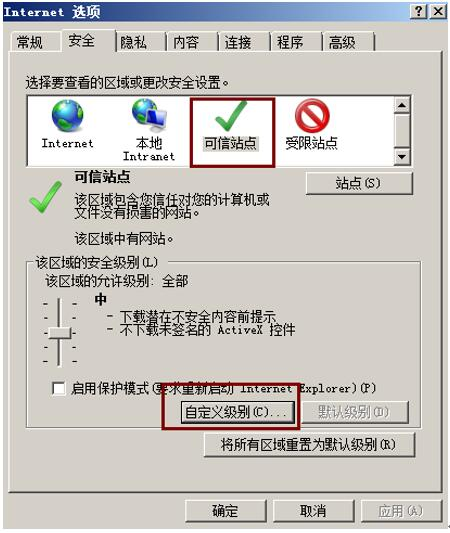 Internet 选项
常规 安全 隐私 内容 连接 程序 高级
选择要查看的区域或更改安全设置。
Internet 本地 Intranet 可信站点 受限站点
可信站点
站点(S)
该区域包含您信任对您的计算机或
文件没有损害的网站。
该区域中有网站。
该区域的安全级别(L)
该区域的允许级别: 全部
中
- 下载潜在不安全内容前提示
- 不下载未签名的 ActiveX 控件
启用保护模式(要求重新启动 Internet Explorer)(P)
自定义级别(C)... 默认级别(D)
将所有区域重置为默认级别(R)
确定 取消 应用(A)